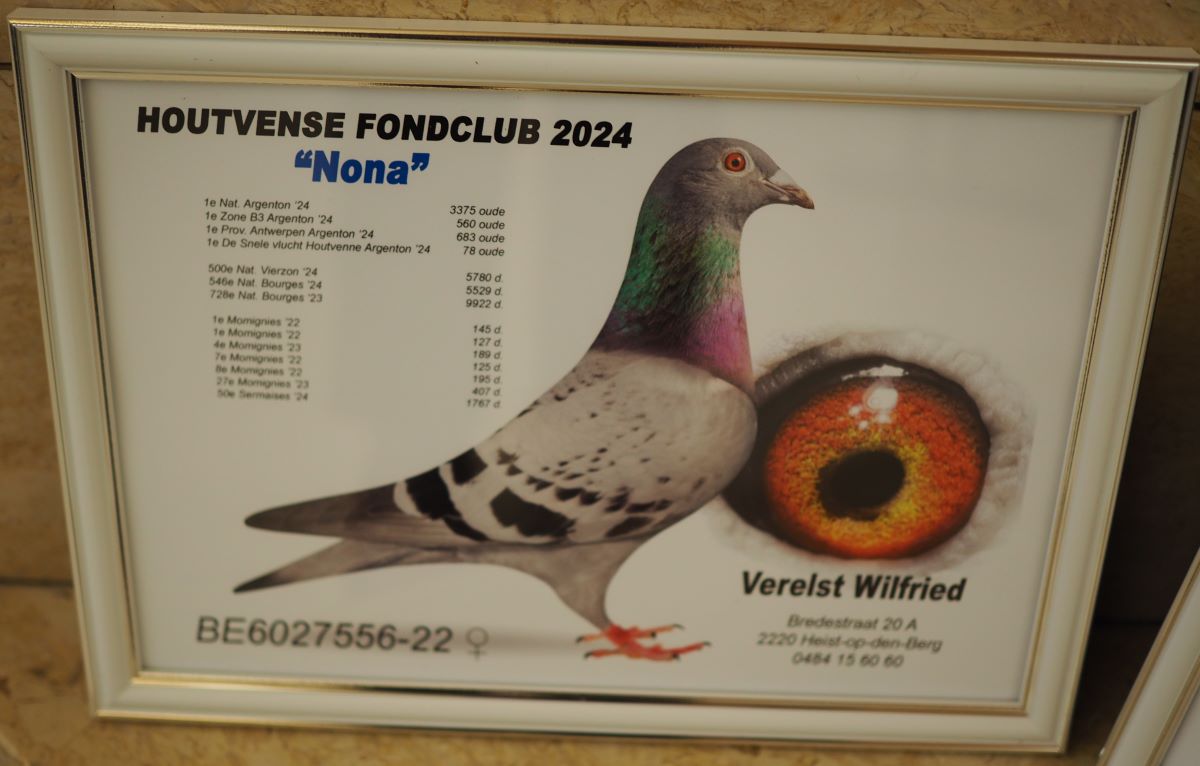 HOUTVENSE FONDCLUB 2024
“Nona”
1e Nat. Argenton '24 3375 oude
1e Zone B3 Argenton '24 560 oude
1e Prov. Antwerpen Argenton '24 683 oude
1e De Snele vlucht Houtvenne Argenton '24 78 oude
500e Nat. Vierzon '24 5780 d.
546e Nat. Bourges '24 5529 d.
728e Nat. Bourges '23 9922 d.
1e Momignies '22 145 d.
1e Momignies '22 127 d.
4e Momignies '23 189 d.
7e Momignies '22 125 d.
8e Momignies '22 195 d.
27e Momignies '23 407 d.
50e Sermaises '24 1767 d.
Verelst Wilfried
Bredestraat 20 A
2220 Heist-op-den-Berg
0484 15 60 60
BE6027556-22 ♀